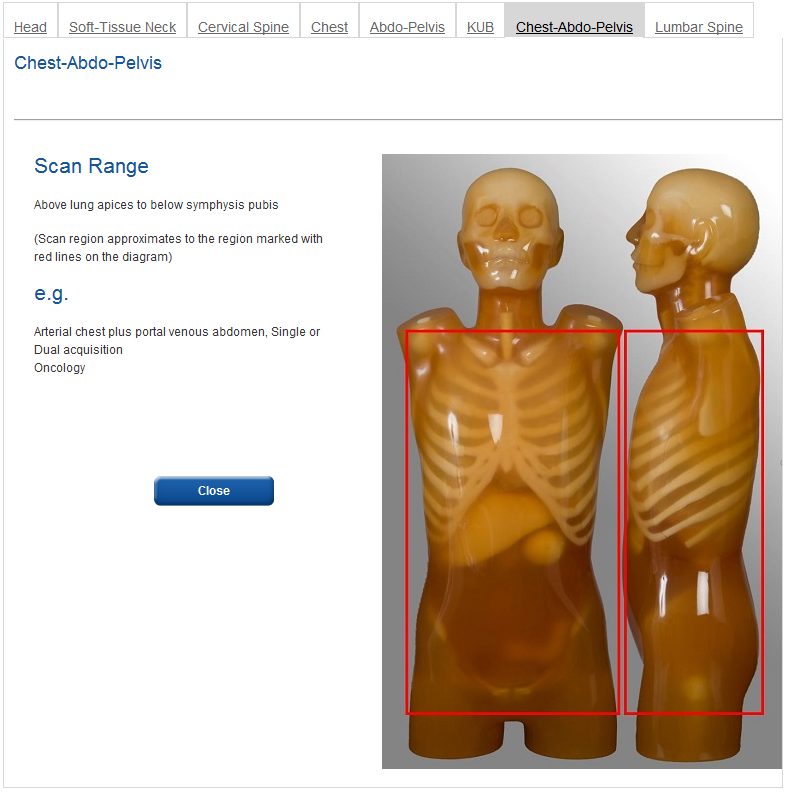 Head Soft-Tissue Neck Cervical Spine Chest Abdo-Pelvis KUB Chest-Abdo-Pelvis Lumbar Spine
Chest-Abdo-Pelvis
Scan Range
Above lung apices to below symphysis pubis
(Scan region approximates to the region marked with
red lines on the diagram)
e.g.
Arterial chest plus portal venous abdomen, Single or
Dual acquisition
Oncology
Close